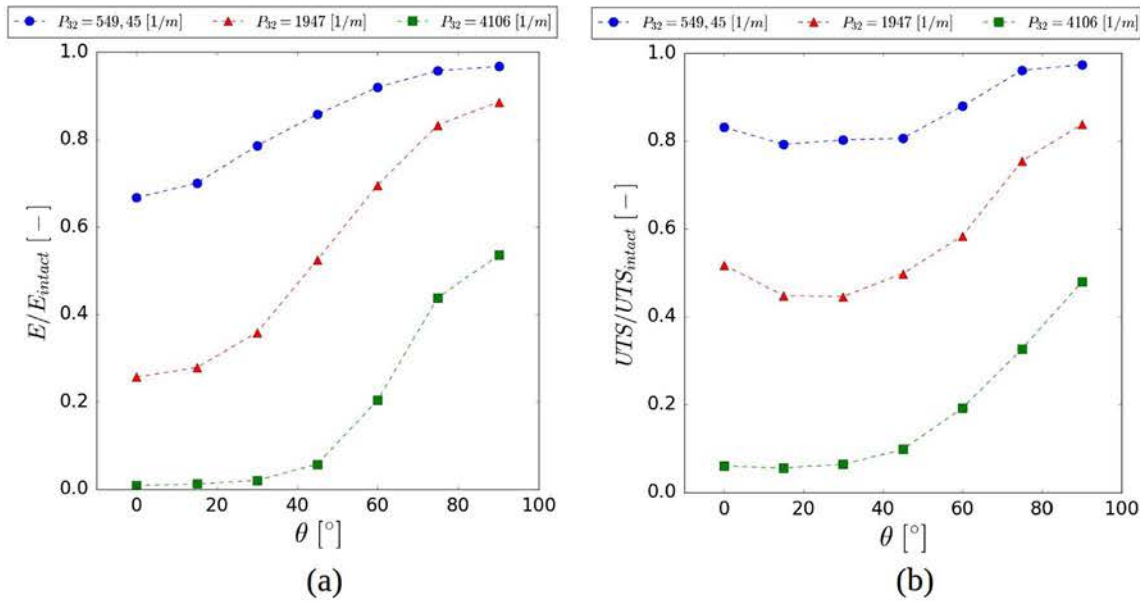 P32 = 549, 45 [1/m] P32 = 1947 [1/m] P32 = 4106 [1/m]
1.0
0.8
0.6
0.4
0.2
0.0
E/Eintact [−]
0 20 40 60 80 100
θ [°]
(a)
P32 = 549, 45 [1/m] P32 = 1947 [1/m] P32 = 4106 [1/m]
1.0
0.8
0.6
0.4
0.2
0.0
UTS/UTSintact [−]
0 20 40 60 80 100
θ [°]
(b)